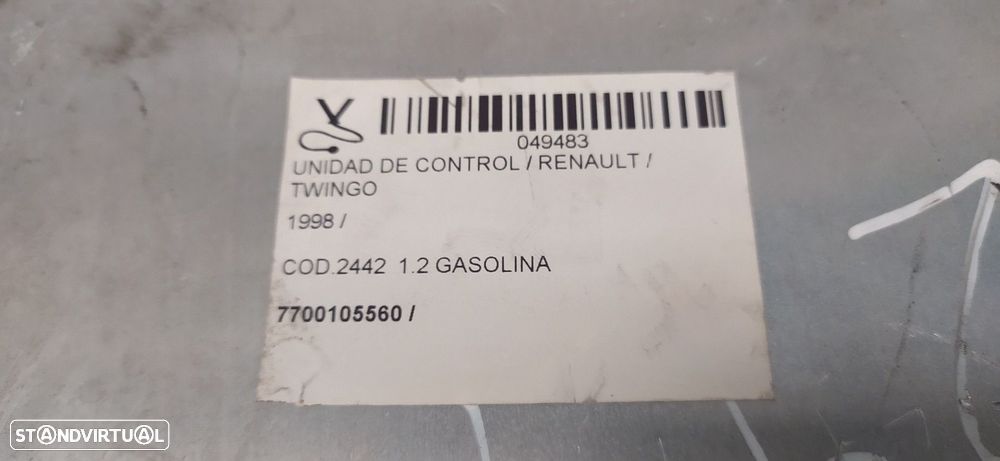 049483
UNIDAD DE CONTROL / RENAULT /
TWINGO
1998 /
COD.2442 1.2 GASOLINA
7700105560 /
STANDVIRTUAL